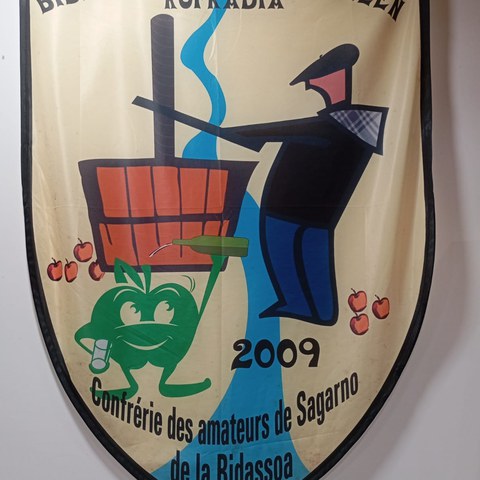 KOFRADIA
2009
Confrérie des amateurs de Sagarno
de la Bidassoa